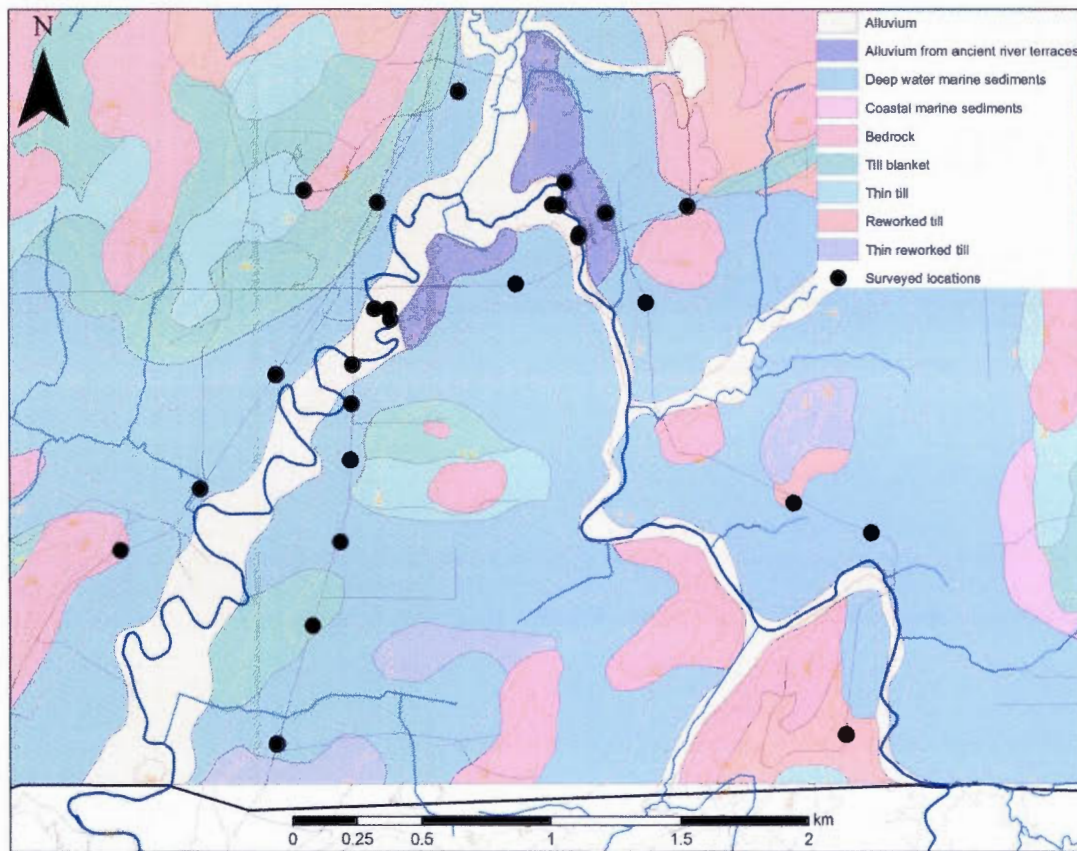 N
Alluvium
Alluvium from ancient river terraces
Deep water marine sediments
Coastal marine sediments
Bedrock
Till blanket
Thin till
Reworked till
Thin reworked till
Surveyed locations
km
0 0.25 0.5 1 1.5 2